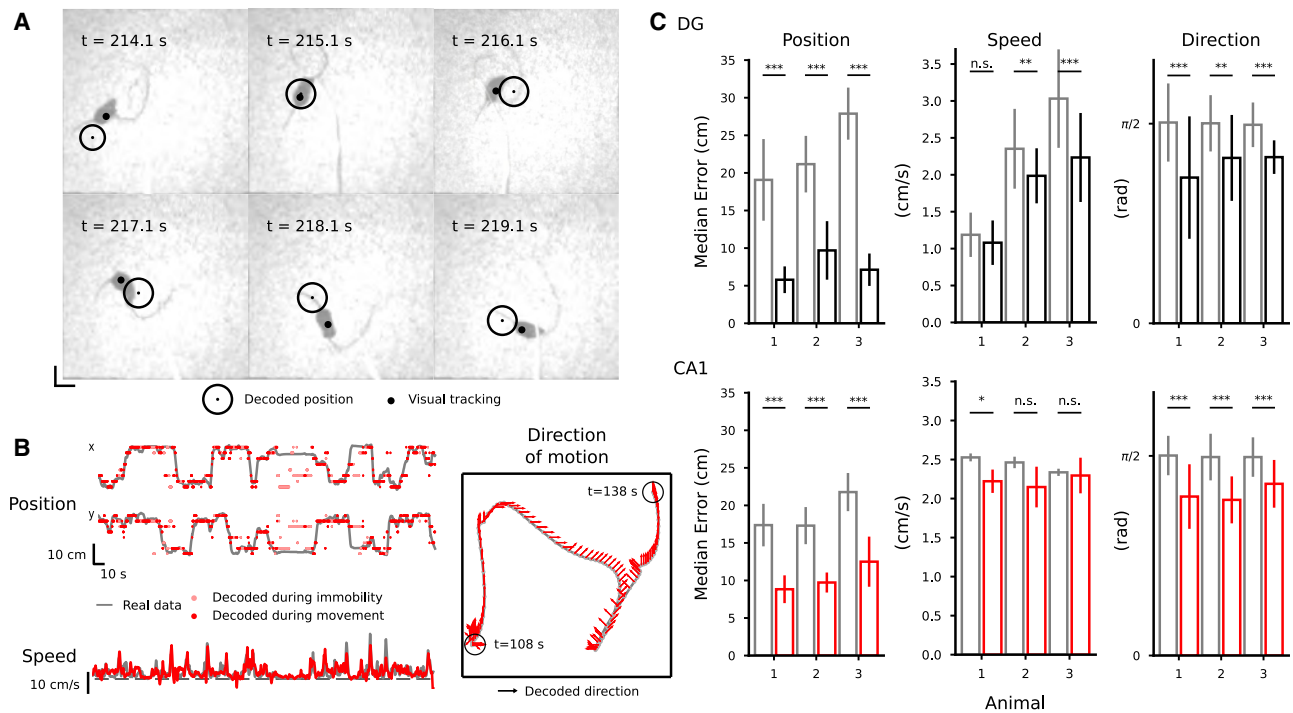 A
t = 214.1 s
t = 215.1 s
t = 216.1 s
t = 217.1 s
t = 218.1 s
t = 219.1 s
Decoded position
Visual tracking
B
x
Position
y
10 cm
10 s
Real data
Decoded during immobility
Decoded during movement
Speed
10 cm/s
Direction
of motion
t=138 s
t=108 s
Decoded direction
C
DG
Position
Median Error (cm)
35
30
25
20
15
10
5
0
***
***
***
1
2
3
Speed
(cm/s)
3.5
3.0
2.5
2.0
1.5
1.0
0.5
0.0
n.s.
**
***
1
2
3
Direction
(rad)
π/2
0
***
**
***
1
2
3
CA1
Median Error (cm)
35
30
25
20
15
10
5
0
***
***
***
1
2
3
(cm/s)
3.5
3.0
2.5
2.0
1.5
1.0
0.5
0.0
*
n.s.
n.s.
1
2
3
Animal
(rad)
π/2
0
***
***
***
1
2
3